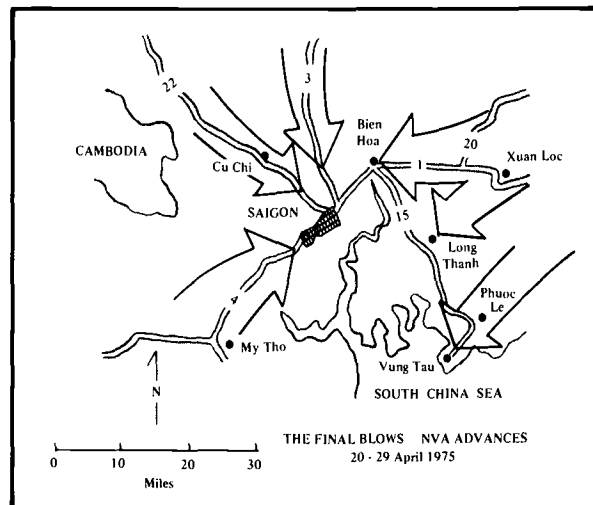 22
3
CAMBODIA
Cu Chi
Bien
Hoa
20
1
Xuan Loc
SAIGON
15
Long
Thanh
4
Phuoc
Le
My Tho
Vung Tau
N
SOUTH CHINA SEA
THE FINAL BLOWS NVA ADVANCES
20 - 29 April 1975
0 10 20 30
Miles